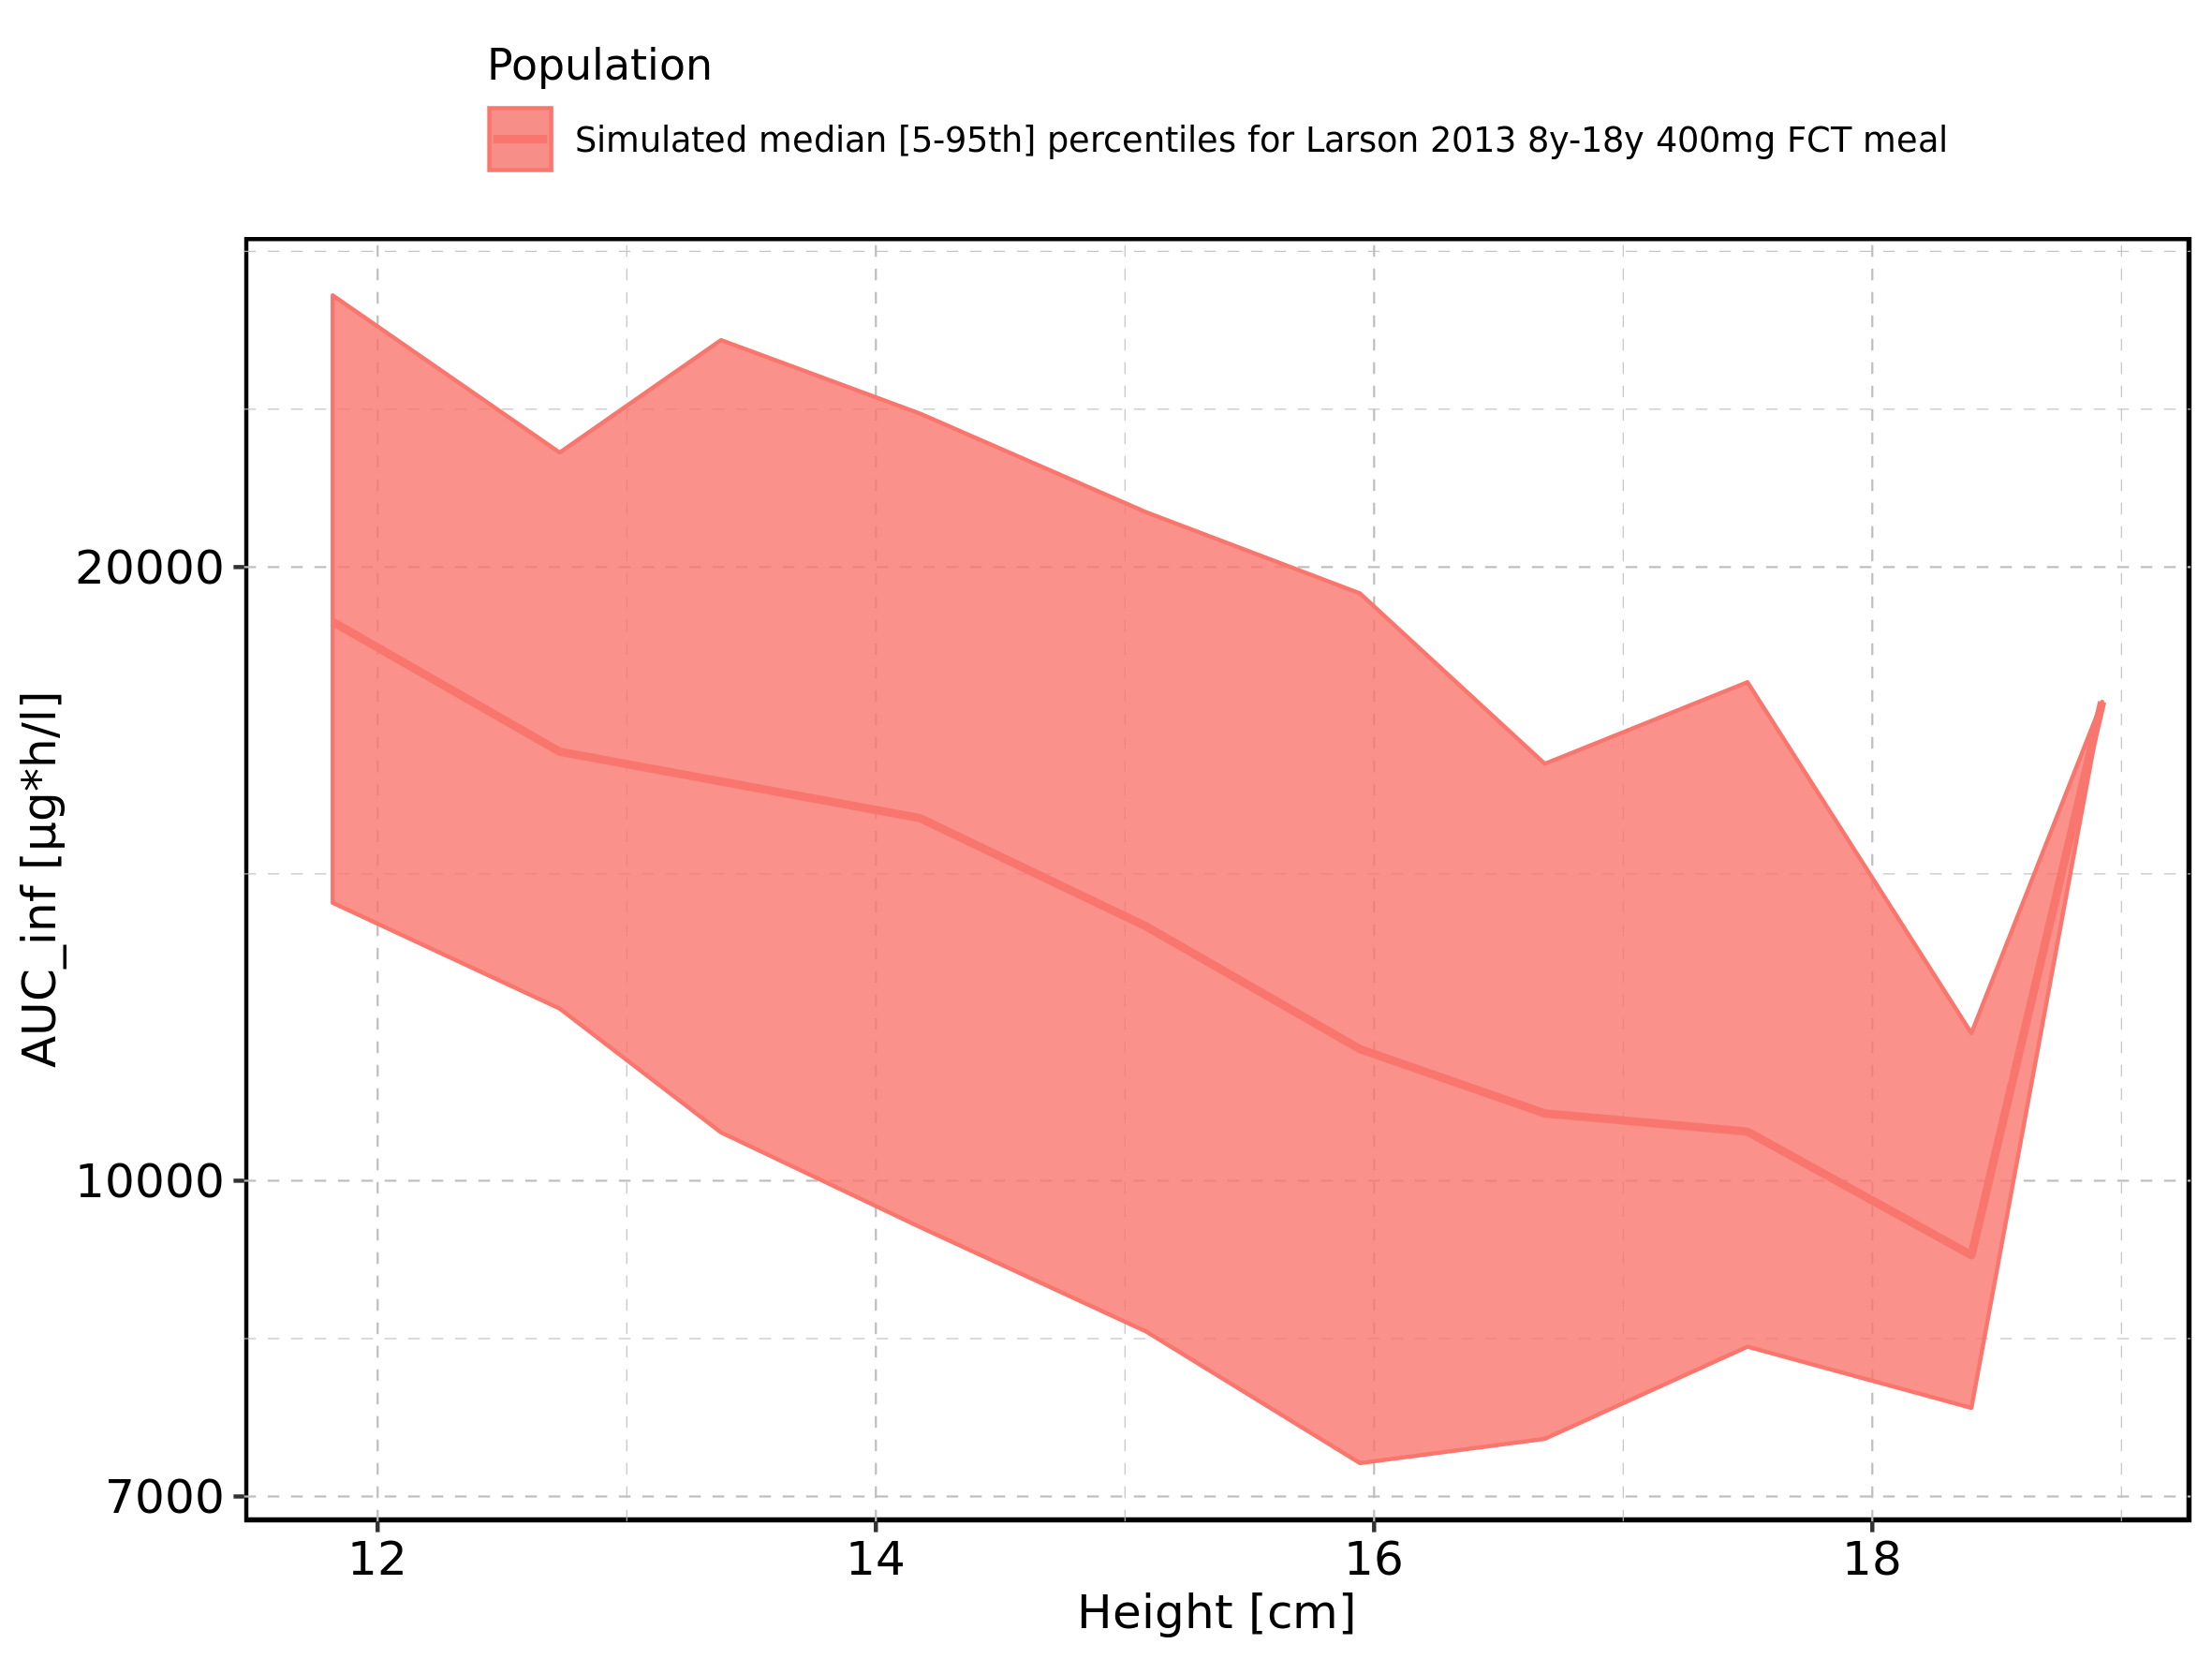 Population
Simulated median [5-95th] percentiles for Larson 2013 8y-18y 400mg FCT meal
AUC_inf [µg*h/l]
20000
10000
7000
12 14 16 18
Height [cm]